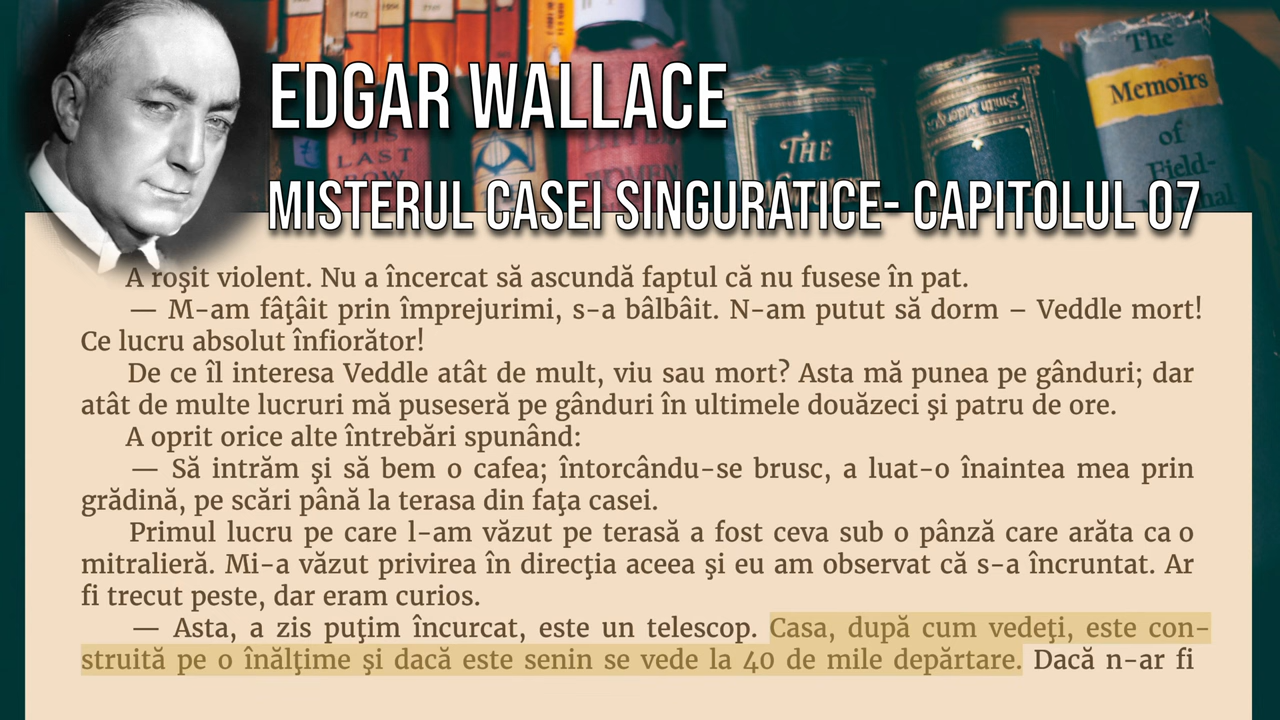 The
Memoirs
of
Field-
HIS
LAST
THE
EDGAR WALLACE
MISTERUL CASEI SINGURATICE- CAPITOLUL 07
A roşit violent. Nu a încercat să ascundă faptul că nu fusese în pat.
— M-am fâţâit prin împrejurimi, s-a bâlbâit. N-am putut să dorm – Veddle mort!
Ce lucru absolut înfiorător!
De ce îl interesa Veddle atât de mult, viu sau mort? Asta mă punea pe gânduri; dar
atât de multe lucruri mă puseseră pe gânduri în ultimele douăzeci şi patru de ore.
A oprit orice alte întrebări spunând:
— Să intrăm şi să bem o cafea; întorcându-se brusc, a luat-o înaintea mea prin
grădină, pe scări până la terasa din faţa casei.
Primul lucru pe care l-am văzut pe terasă a fost ceva sub o pânză care arăta ca o
mitralieră. Mi-a văzut privirea în direcţia aceea şi eu am observat că s-a încruntat. Ar
fi trecut peste, dar eram curios.
— Asta, a zis puţim încurcat, este un telescop. Casa, după cum vedeţi, este con-
struită pe o înălţime şi dacă este senin se vede la 40 de mile depărtare. Dacă n-ar fi